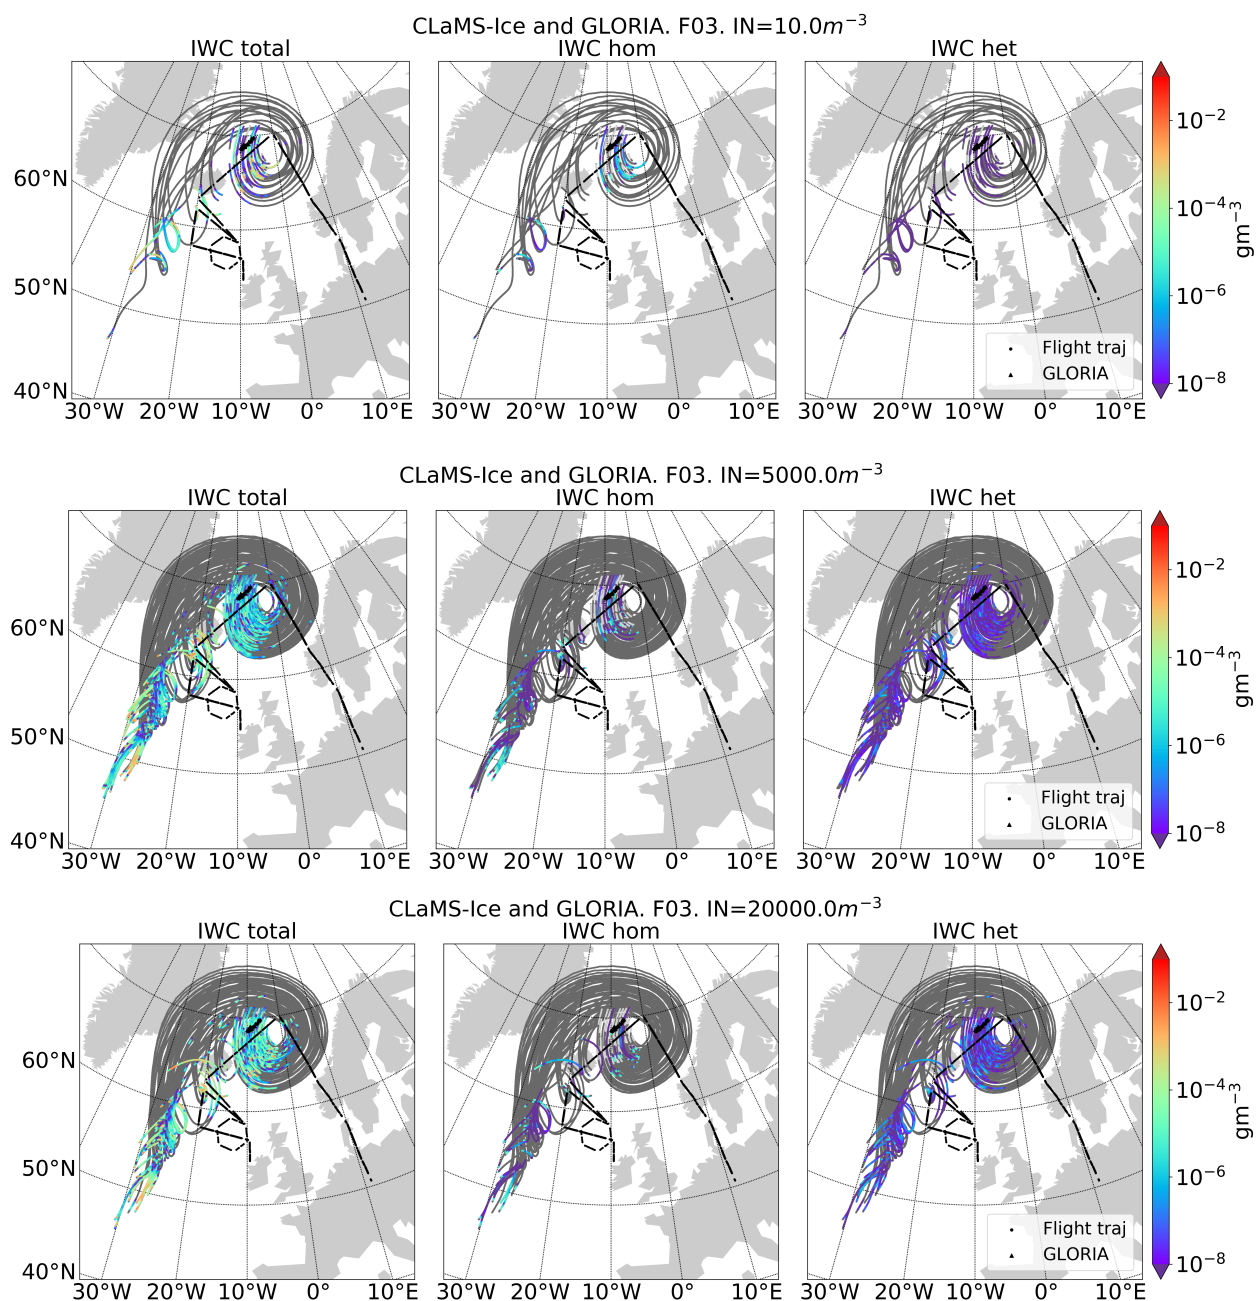 CLaMS-Ice and GLORIA. F03. IN=10.0m⁻³
IWC total IWC hom IWC het
60°N
50°N
40°N
30°W 20°W 10°W 0° 10°E
30°W 20°W 10°W 0° 10°E
30°W 20°W 10°W 0° 10°E
Flight traj
GLORIA
10⁻²
10⁻⁴
10⁻⁶
10⁻⁸
gm⁻³
CLaMS-Ice and GLORIA. F03. IN=5000.0m⁻³
IWC total IWC hom IWC het
60°N
50°N
40°N
30°W 20°W 10°W 0° 10°E
30°W 20°W 10°W 0° 10°E
30°W 20°W 10°W 0° 10°E
Flight traj
GLORIA
10⁻²
10⁻⁴
10⁻⁶
10⁻⁸
gm⁻³
CLaMS-Ice and GLORIA. F03. IN=20000.0m⁻³
IWC total IWC hom IWC het
60°N
50°N
40°N
30°W 20°W 10°W 0° 10°E
30°W 20°W 10°W 0° 10°E
30°W 20°W 10°W 0° 10°E
Flight traj
GLORIA
10⁻²
10⁻⁴
10⁻⁶
10⁻⁸
gm⁻³